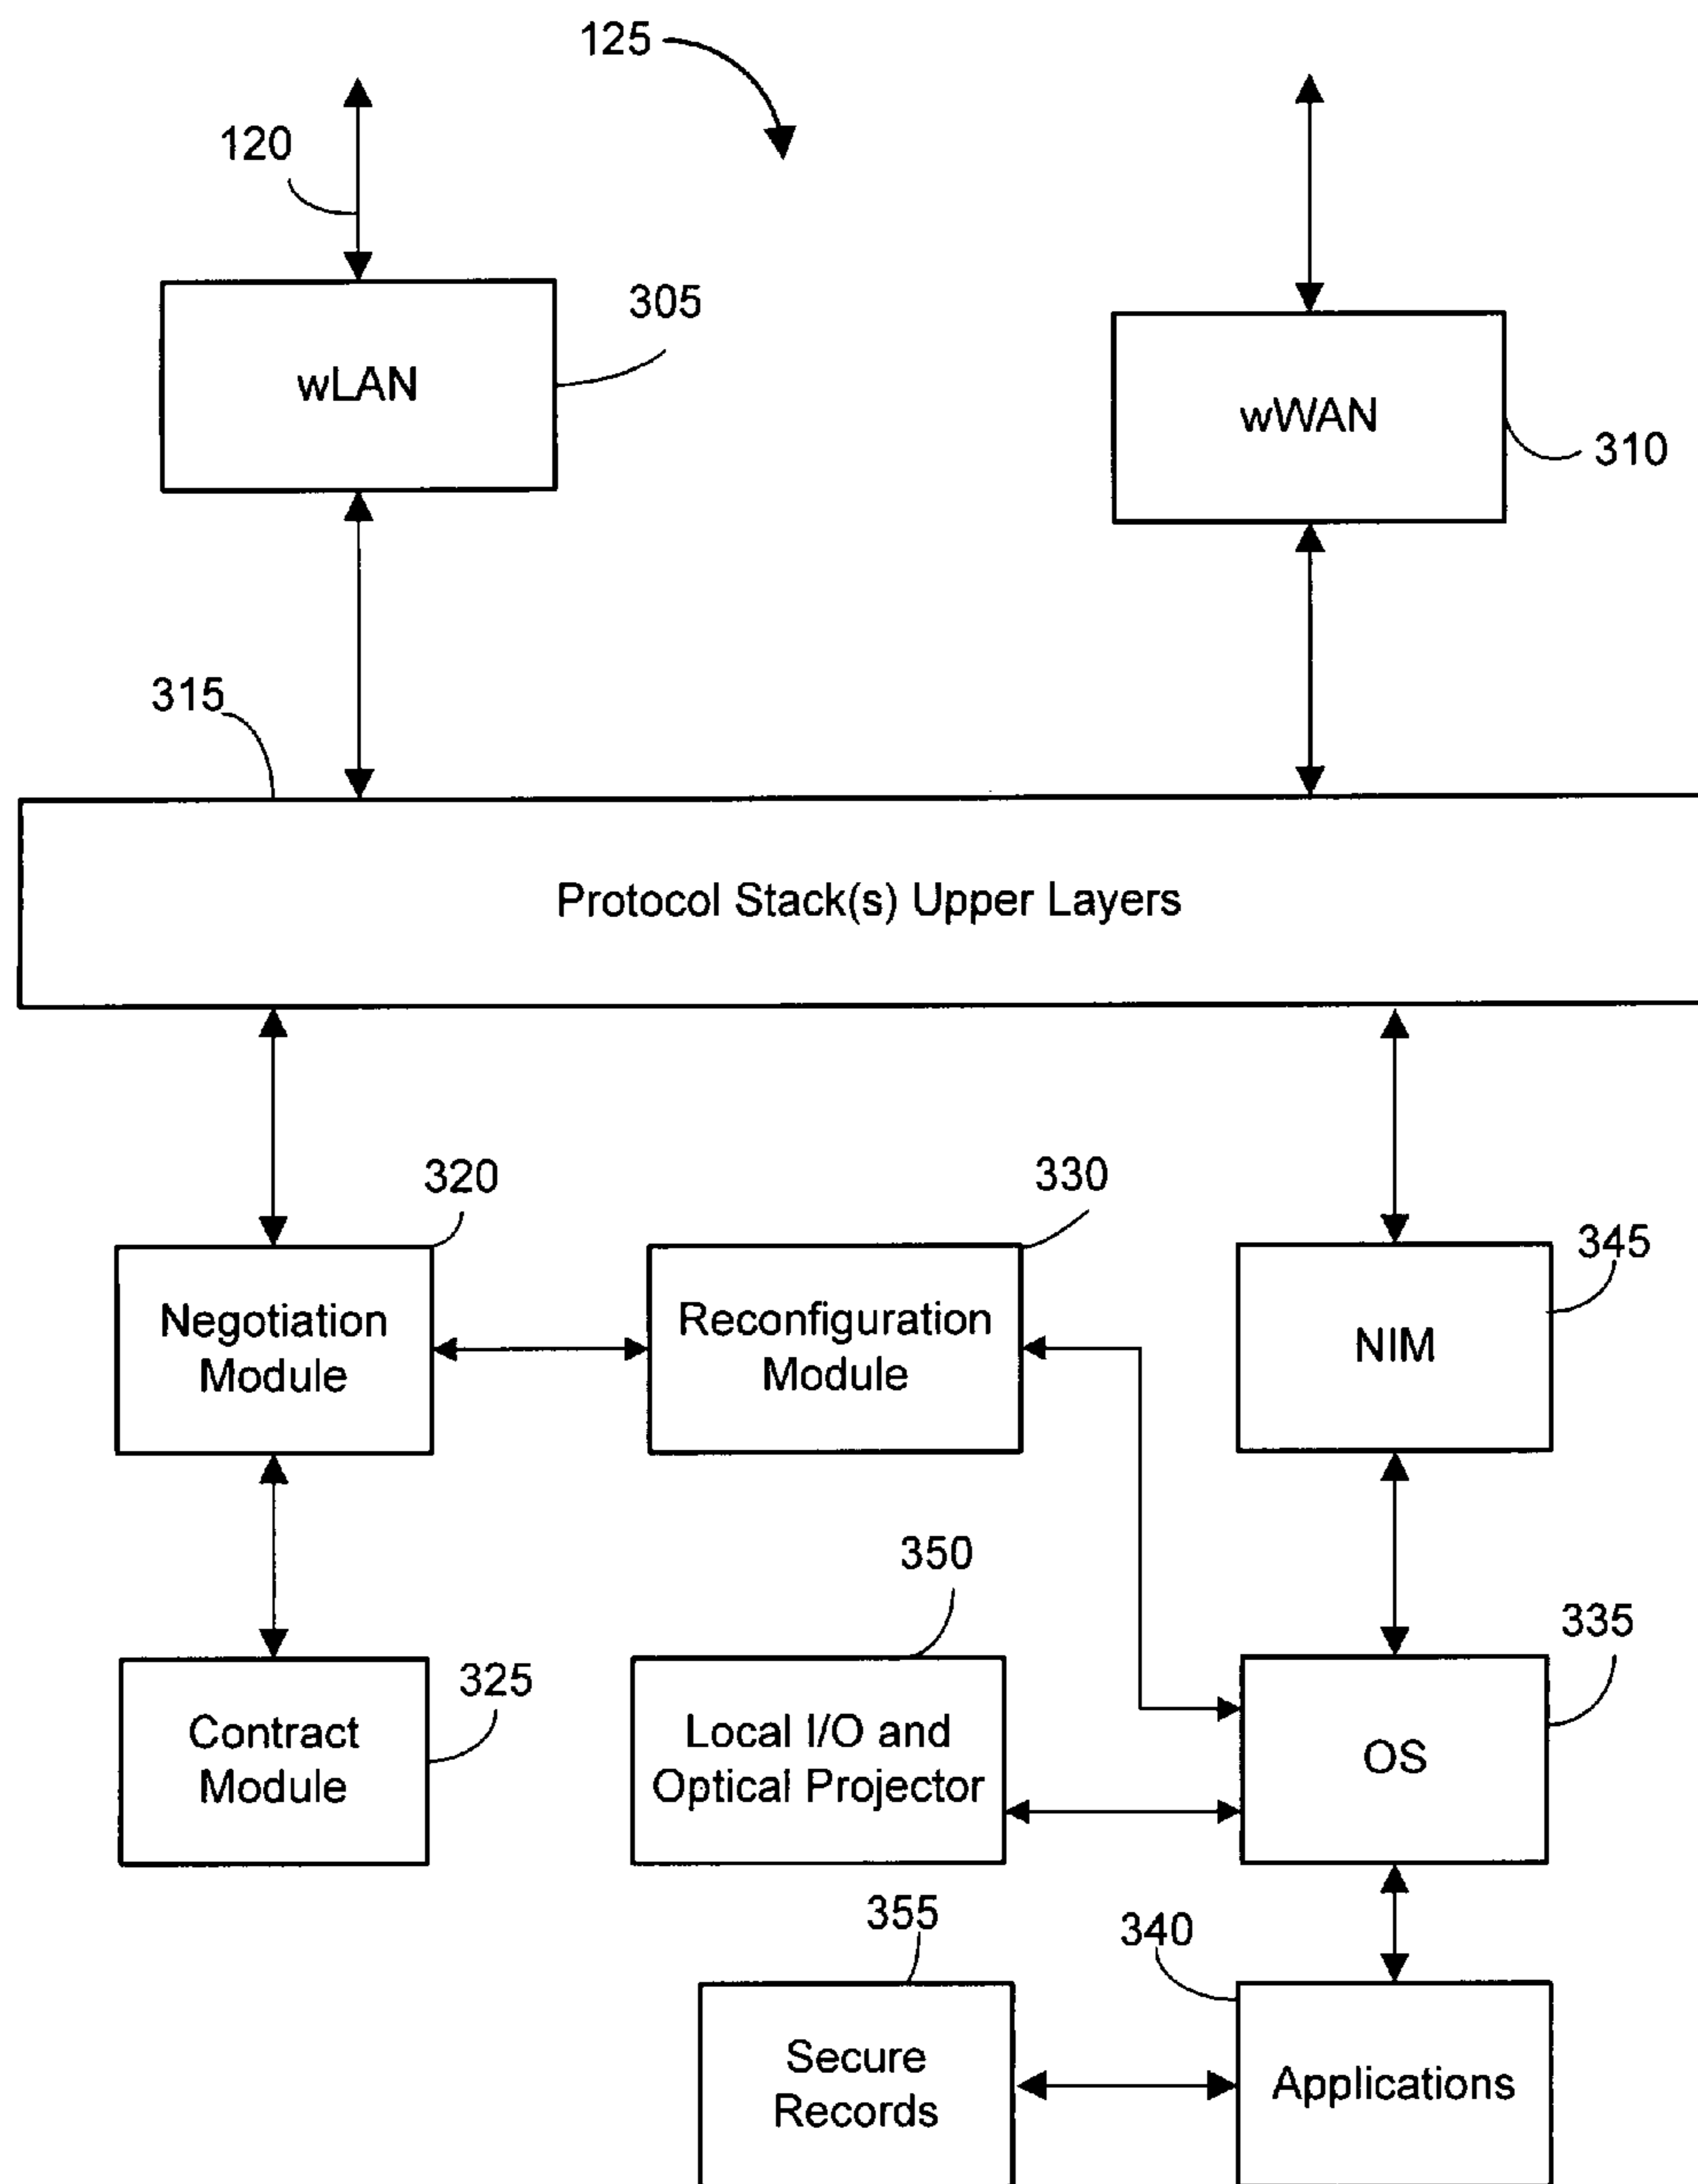 125
120
305
wLAN
wWAN
310
315
Protocol Stack(s) Upper Layers
320
330
345
Negotiation
Module
Reconfiguration
Module
NIM
350
335
325
Contract
Module
Local I/O and
Optical Projector
OS
355
340
Secure
Records
Applications